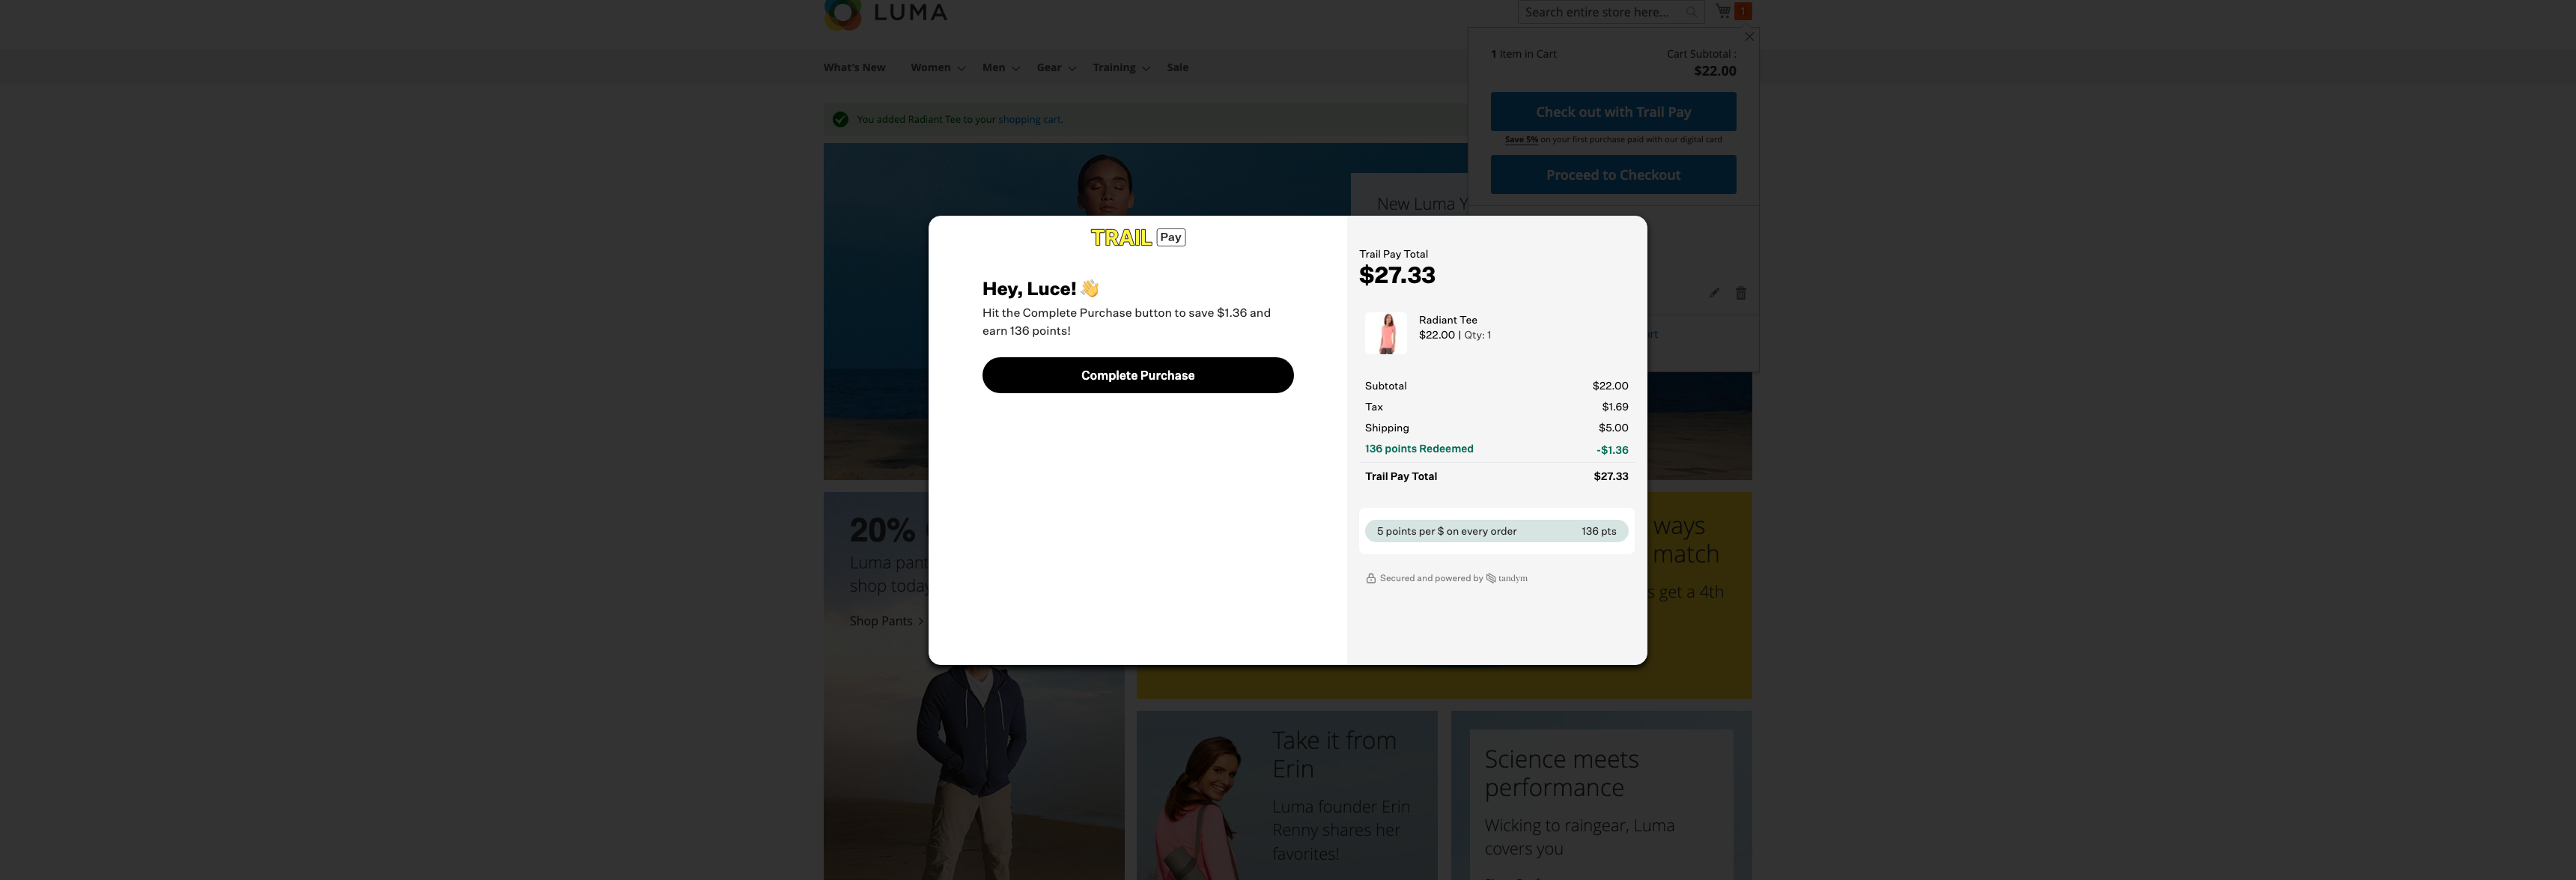 LUMA
Search entire store here...
1
What's New Women Men Gear Training Sale
1 Item in Cart
Cart Subtotal :
$22.00
Check out with Trail Pay
Save 5% on your first purchase paid with our digital card
Proceed to Checkout
You added Radiant Tee to your shopping cart.
New Luma Y
TRAIL Pay
Hey, Luce!
Hit the Complete Purchase button to save $1.36 and
earn 136 points!
Complete Purchase
Trail Pay Total
$27.33
Radiant Tee
$22.00 | Qty: 1
Subtotal $22.00
Tax $1.69
Shipping $5.00
136 points Redeemed -$1.36
Trail Pay Total $27.33
5 points per $ on every order 136 pts
Secured and powered by tandym
20%
Luma pant
shop today
Shop Pants
ways
match
get a 4th
Take it from
Erin
Luma founder Erin
Renny shares her
favorites!
Science meets
performance
Wicking to raingear, Luma
covers you